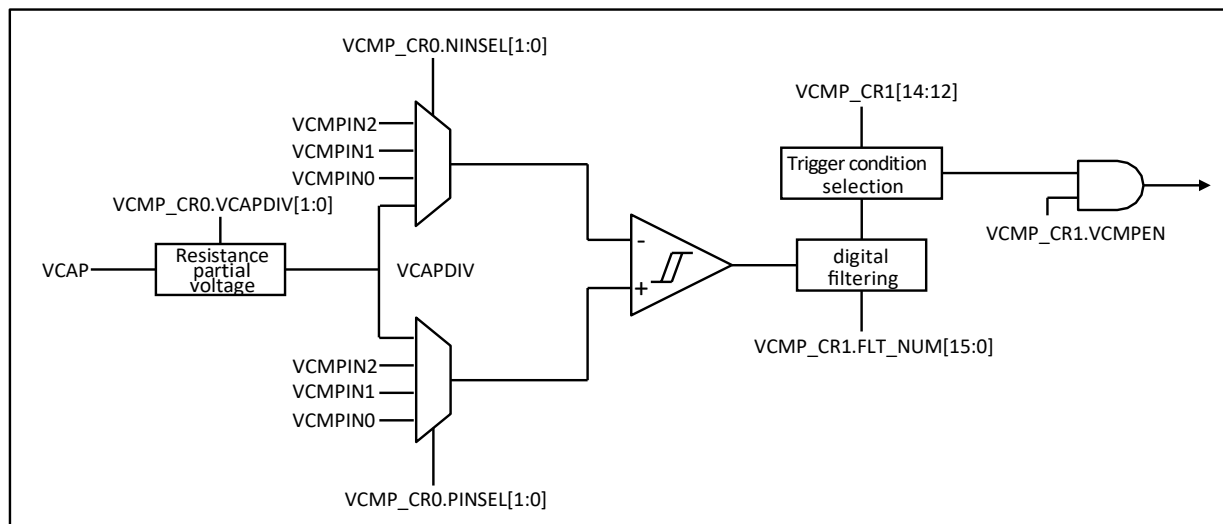 VCMP_CR0.NINSEL[1:0]
VCMP_CR1[14:12]
VCMPIN2
VCMPIN1
VCMPIN0
Trigger condition
selection
VCMP_CR0.VCAPDIV[1:0]
VCMP_CR1.VCMPEN
VCAP
Resistance
partial
voltage
VCAPDIV
-
+
digital
filtering
VCMP_CR1.FLT_NUM[15:0]
VCMPIN2
VCMPIN1
VCMPIN0
VCMP_CR0.PINSEL[1:0]